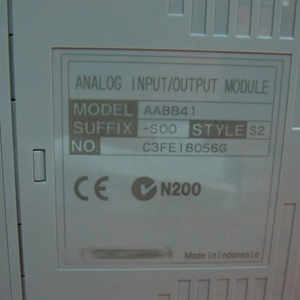 ANALOG INPUT/OUTPUT MODULE
MODEL AAB841
SUFFIX -S00 STYLE S2
NO. C3FE18056G
CE N200
Made in Indonesia